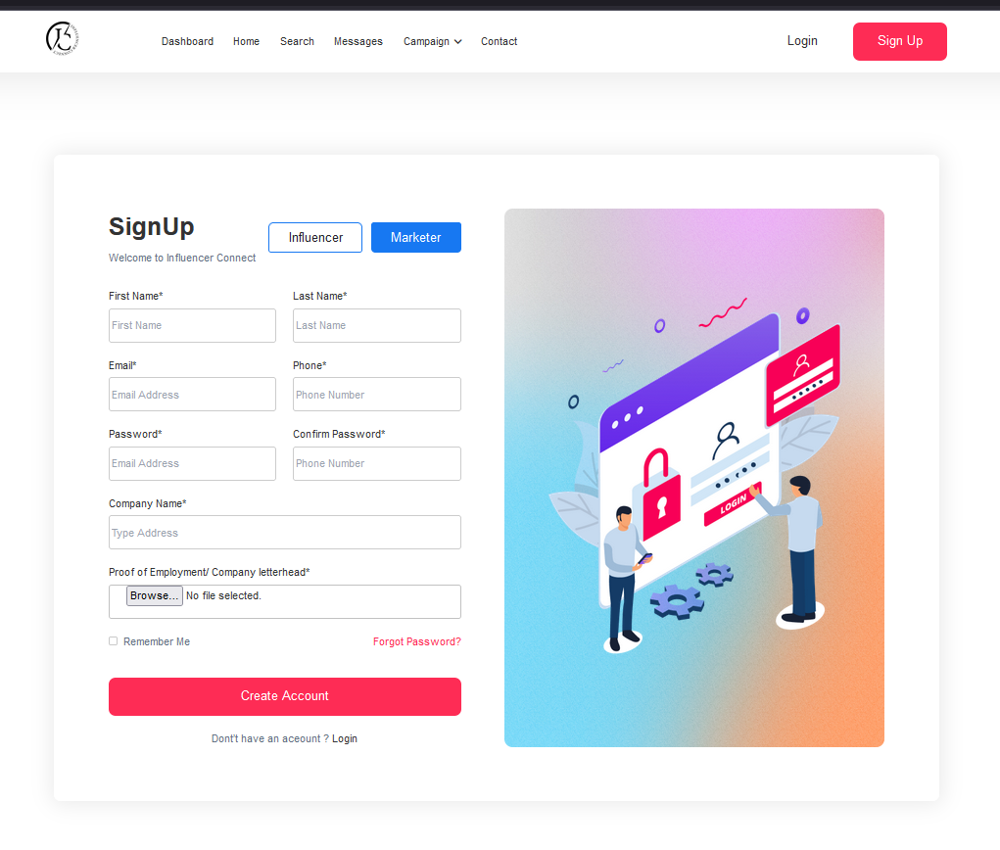 Dashboard Home Search Messages Campaign Contact Login Sign Up
SignUp
Influencer Marketer
Welcome to Influencer Connect
First Name* Last Name*
First Name Last Name
Email* Phone*
Email Address Phone Number
Password* Confirm Password*
Email Address Phone Number
Company Name*
Type Address
Proof of Employment/ Company letterhead*
Browse... No file selected.
Remember Me Forgot Password?
Create Account
Dont't have an aceount ? Login
LOGIN